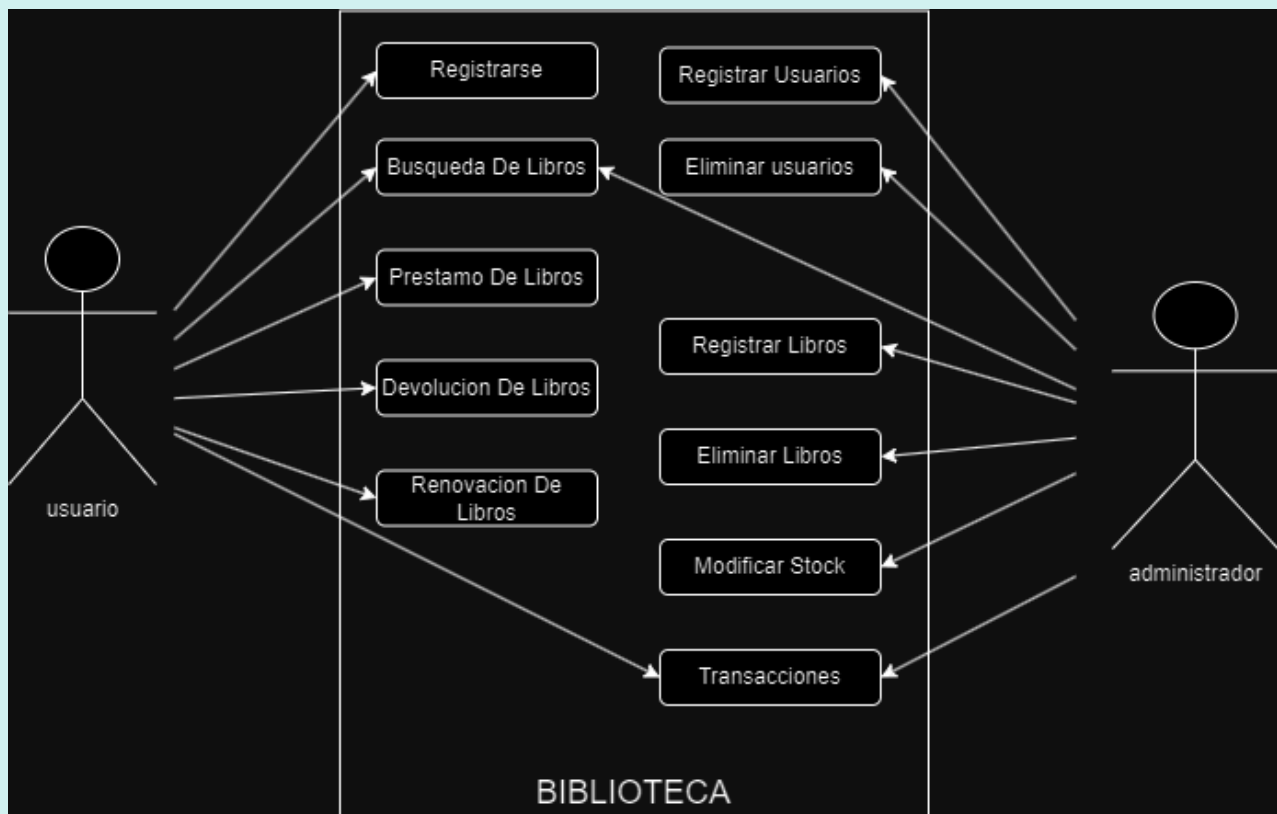 Registrarse
Registrar Usuarios
Busqueda De Libros
Eliminar usuarios
Prestamo De Libros
Registrar Libros
Devolucion De Libros
Eliminar Libros
Renovacion De
Libros
usuario
Modificar Stock
administrador
Transacciones
BIBLIOTECA